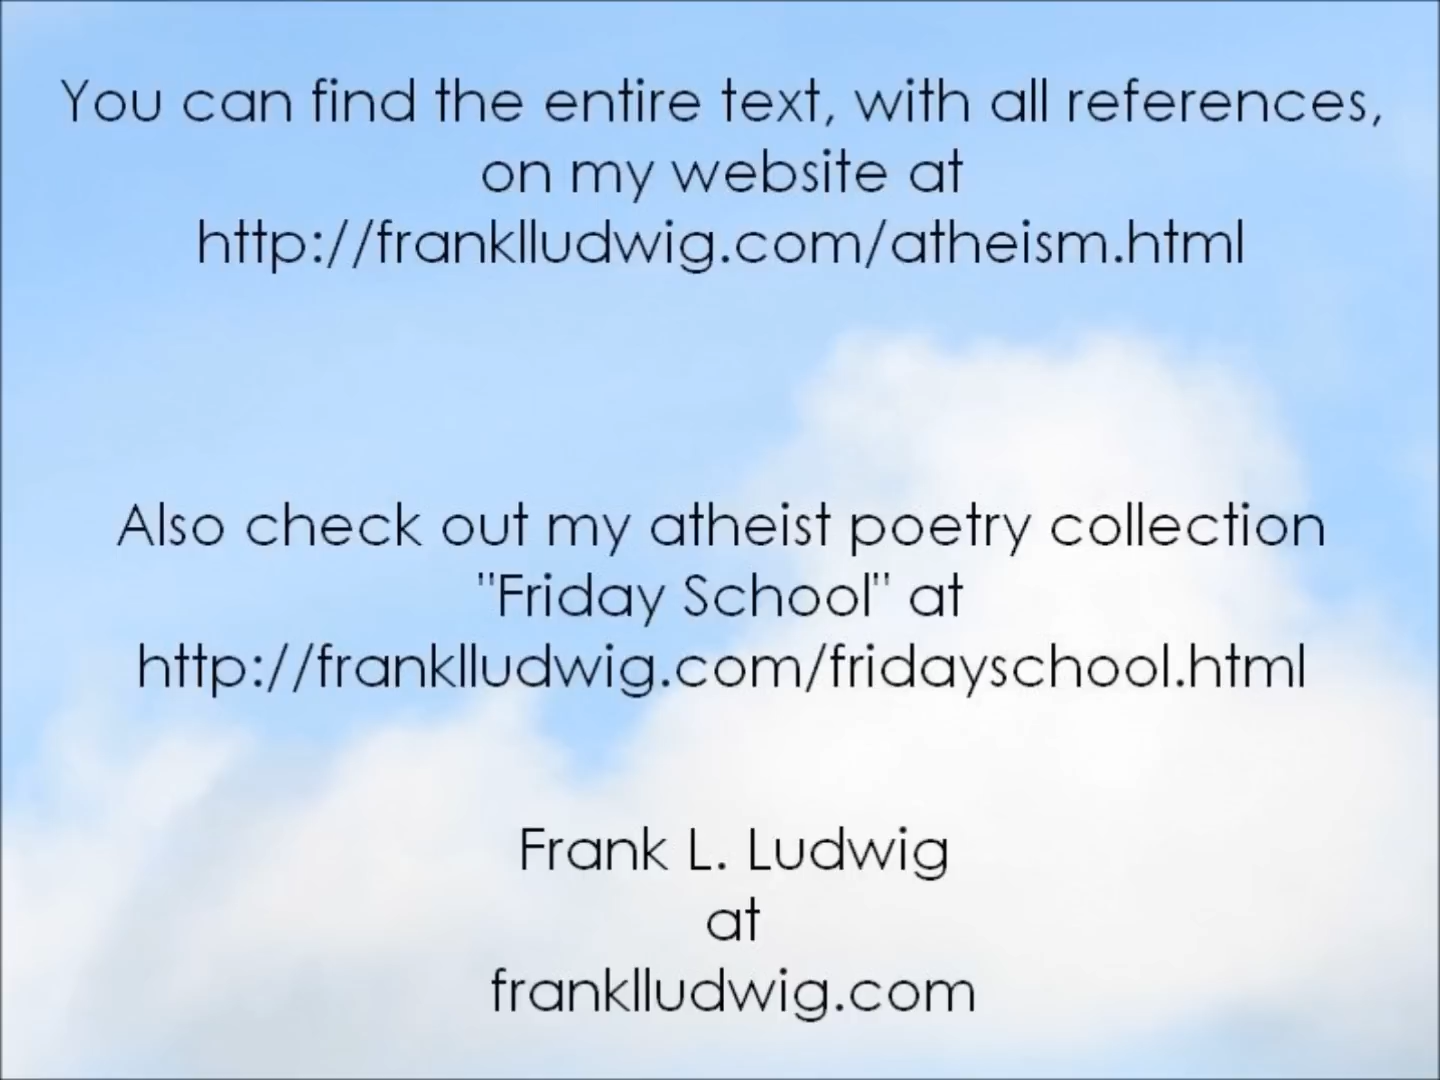 You can find the entire text, with all references,
on my website at
http://franklludwig.com/atheism.html
Also check out my atheist poetry collection
"Friday School" at
http://franklludwig.com/fridayschool.html
Frank L. Ludwig
at
franklludwig.com